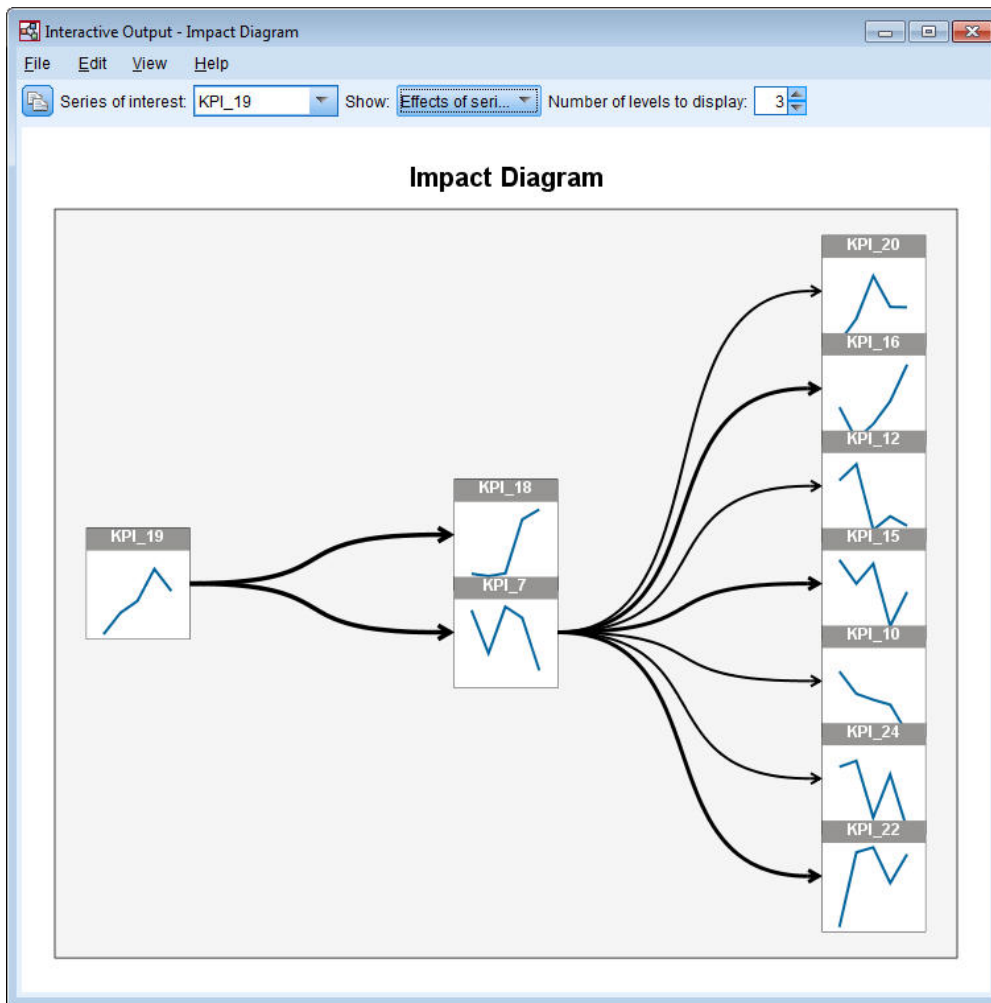 Interactive Output - Impact Diagram
File Edit View Help
Series of interest: KPI_19 Show: Effects of seri... Number of levels to display: 3
Impact Diagram
KPI_20
KPI_16
KPI_12
KPI_18
KPI_19
KPI_15
KPI_7
KPI_10
KPI_24
KPI_22